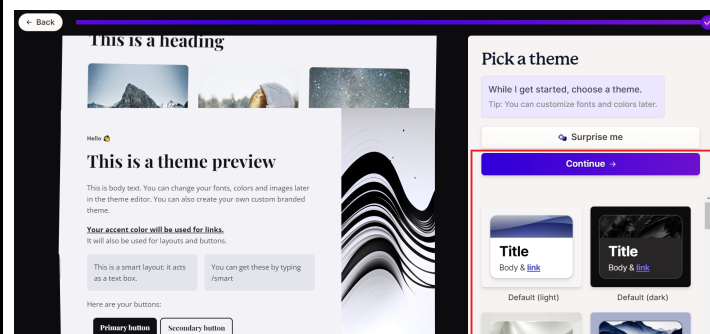 ← Back
This is a heading
Hello
This is a theme preview
This is body text. You can change your fonts, colors and images later
in the theme editor. You can also create your own custom branded
theme.
Your accent color will be used for links.
It will also be used for layouts and buttons.
This is a smart layout: it acts
as a text box.
You can get these by typing
/smart
Here are your buttons:
Primary button
Secondary button
Pick a theme
While I get started, choose a theme.
Tip: You can customize fonts and colors later.
Surprise me
Continue →
Title
Body & link
Default (light)
Title
Body & link
Default (dark)